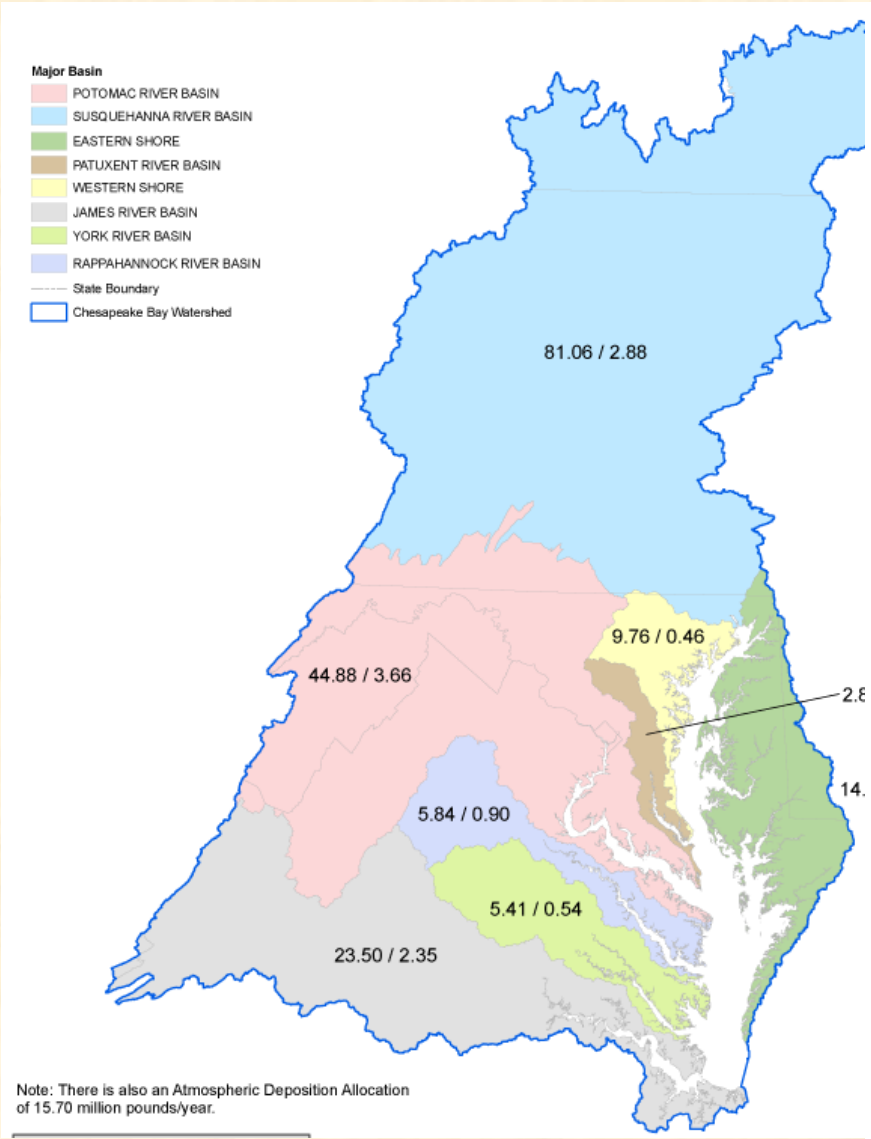 Major Basin
POTOMAC RIVER BASIN
SUSQUEHANNA RIVER BASIN
EASTERN SHORE
PATUXENT RIVER BASIN
WESTERN SHORE
JAMES RIVER BASIN
YORK RIVER BASIN
RAPPAHANNOCK RIVER BASIN
State Boundary
Chesapeake Bay Watershed
81.06 / 2.88
9.76 / 0.46
44.88 / 3.66
14.
5.84 / 0.90
5.41 / 0.54
23.50 / 2.35
Note: There is also an Atmospheric Deposition Allocation
of 15.70 million pounds/year.